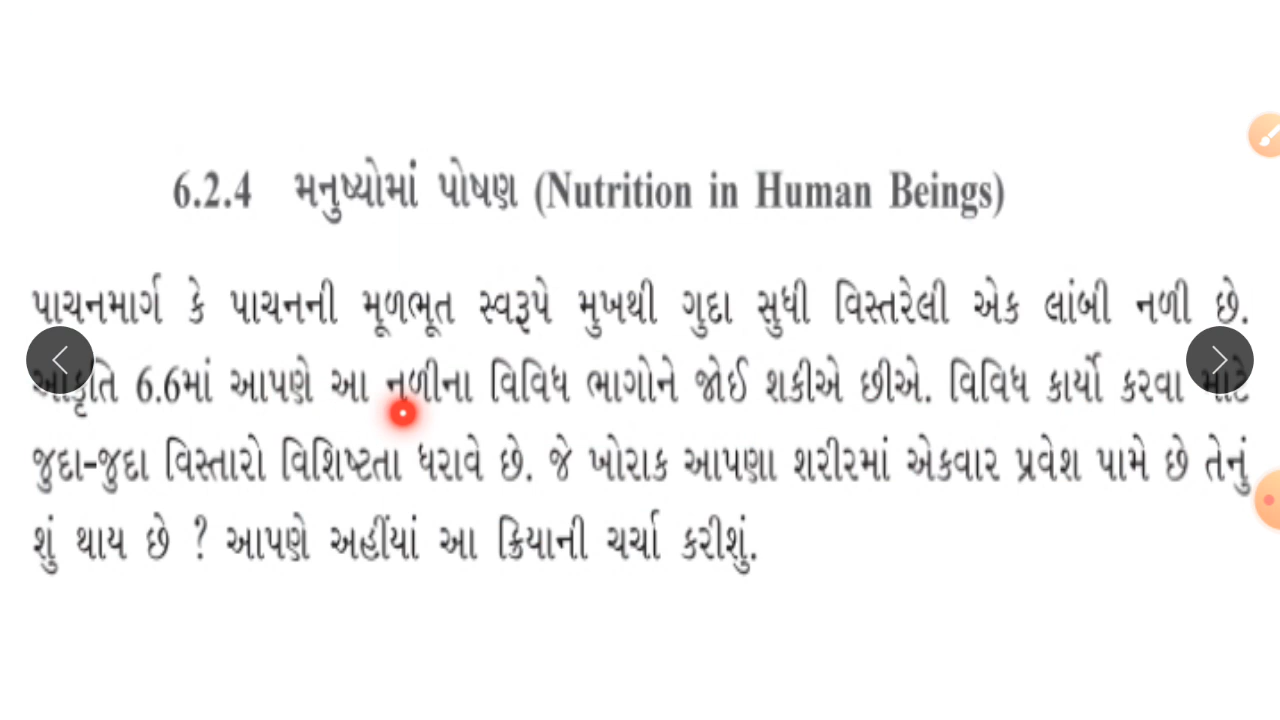 6.2.4 મનુષ્યોમાં પોષણ (Nutrition in Human Beings)
પાચનમાર્ગ કે પાચનની મૂળભૂત સ્વરૂપે મુખથી ગુદા સુધી વિસ્તરેલી એક લાંબી નળી છે.
આકૃતિ 6.6માં આપણે આ નળીના વિવિધ ભાગોને જોઈ શકીએ છીએ. વિવિધ કાર્યો કરવા માટે
જુદા-જુદા વિસ્તારો વિશિષ્ટતા ધરાવે છે. જે ખોરાક આપણા શરીરમાં એકવાર પ્રવેશ પામે છે તેનું
શું થાય છે ? આપણે અહીંયાં આ ક્રિયાની ચર્ચા કરીશું.